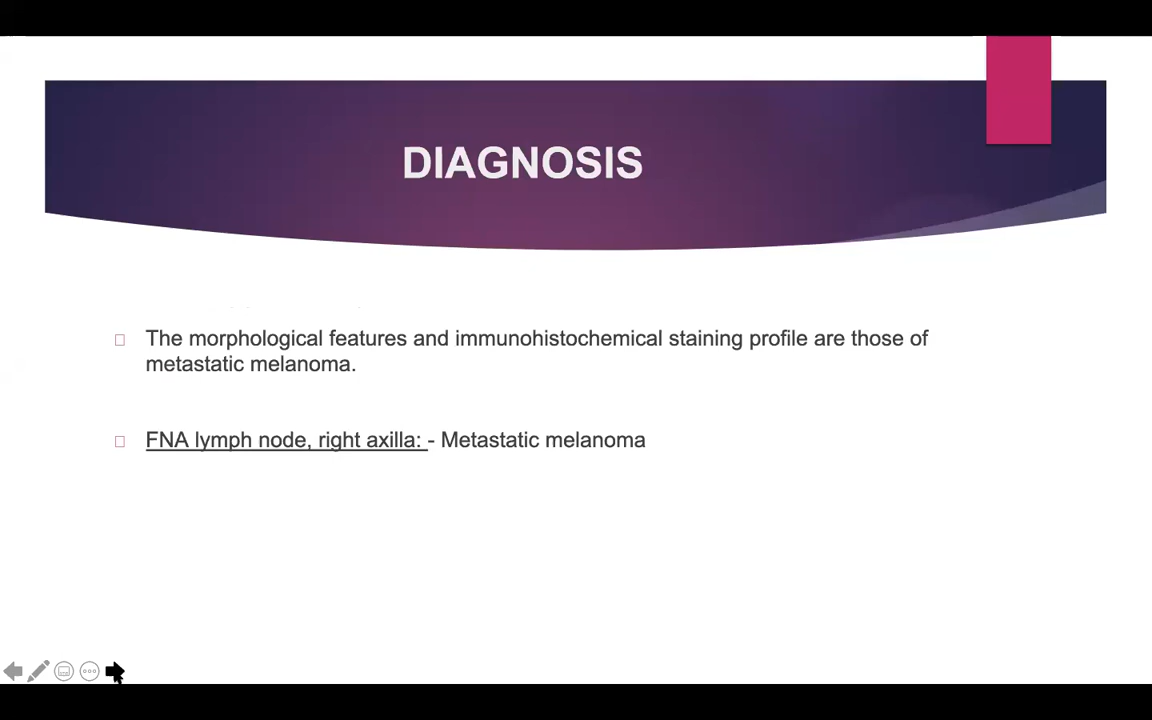 DIAGNOSIS
The morphological features and immunohistochemical staining profile are those of
metastatic melanoma.
FNA lymph node, right axilla: - Metastatic melanoma